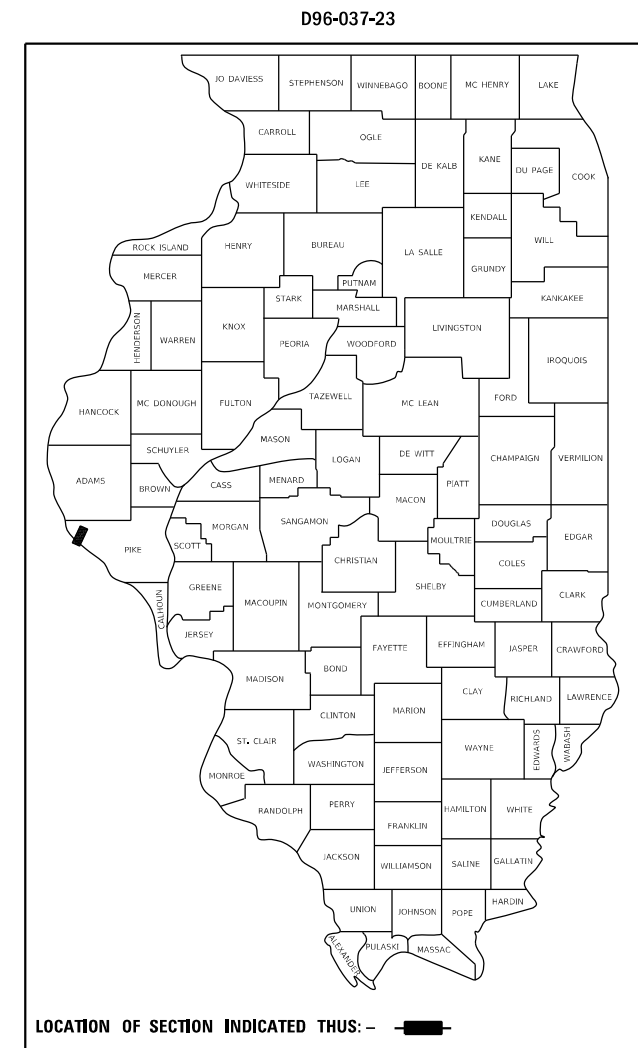 D96-037-23
JO DAVIESS STEPHENSON WINNEBAGO BOONE MC HENRY LAKE
CARROLL OGLE
DE KALB KANE DU PAGE COOK
WHITESIDE LEE
KENDALL
ROCK ISLAND HENRY BUREAU LA SALLE WILL
MERCER GRUNDY
PUTNAM
STARK MARSHALL KANKAKEE
HENDERSON WARREN KNOX PEORIA WOODFORD LIVINGSTON
IROQUOIS
HANCOCK MC DONOUGH FULTON TAZEWELL MC LEAN FORD
MASON
SCHUYLER LOGAN DE WITT CHAMPAIGN VERMILION
ADAMS BROWN CASS MENARD PIATT
MACON
MORGAN SANGAMON DOUGLAS EDGAR
PIKE SCOTT CHRISTIAN MOULTRIE
COLES
CALHOUN GREENE MACOUPIN MONTGOMERY SHELBY CUMBERLAND CLARK
JERSEY FAYETTE EFFINGHAM JASPER CRAWFORD
BOND
MADISON CLAY RICHLAND LAWRENCE
CLINTON MARION
ST. CLAIR WAYNE EDWARDS WABASH
WASHINGTON JEFFERSON
MONROE
RANDOLPH PERRY HAMILTON WHITE
FRANKLIN
JACKSON WILLIAMSON SALINE GALLATIN
UNION JOHNSON POPE HARDIN
ALEXANDER PULASKI MASSAC
LOCATION OF SECTION INDICATED THUS: –